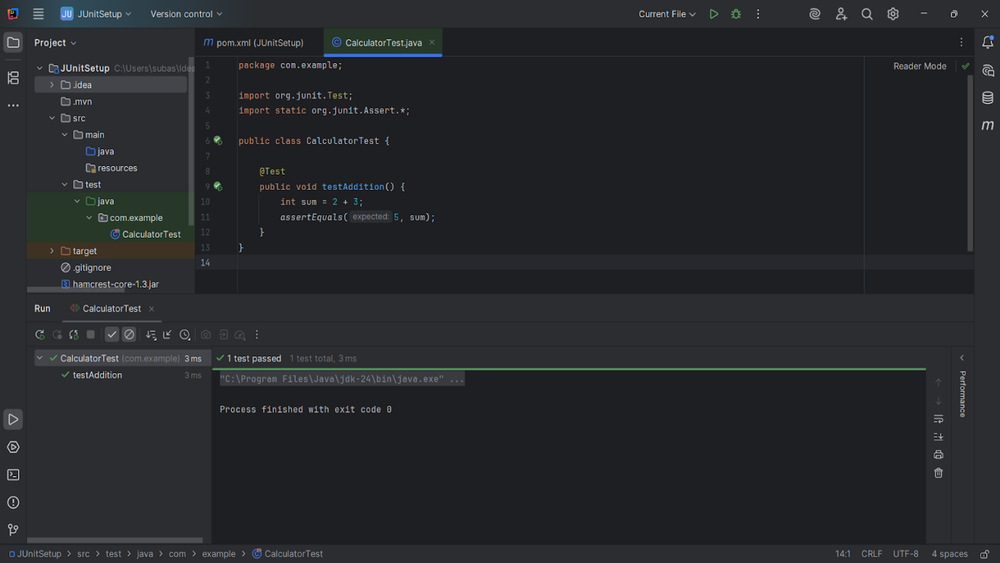 JU JUnitSetup Version control Current File
Project
pom.xml (JUnitSetup) CalculatorTest.java
JUnitSetup C:\Users\subas\Idea
.idea
.mvn
src
main
java
resources
test
java
com.example
CalculatorTest
target
.gitignore
hamcrest-core-1.3.jar
Reader Mode
1 package com.example;
2
3 import org.junit.Test;
4 import static org.junit.Assert.*;
5
6 public class CalculatorTest {
7
8 @Test
9 public void testAddition() {
10 int sum = 2 + 3;
11 assertEquals( expected: 5, sum);
12 }
13 }
14
Run CalculatorTest
CalculatorTest (com.example) 3 ms
testAddition 3 ms
1 test passed 1 test total, 3 ms
"C:\Program Files\Java\jdk-24\bin\java.exe" ...
Process finished with exit code 0
Performance
JUnitSetup > src > test > java > com > example > CalculatorTest
14:1 CRLF UTF-8 4 spaces